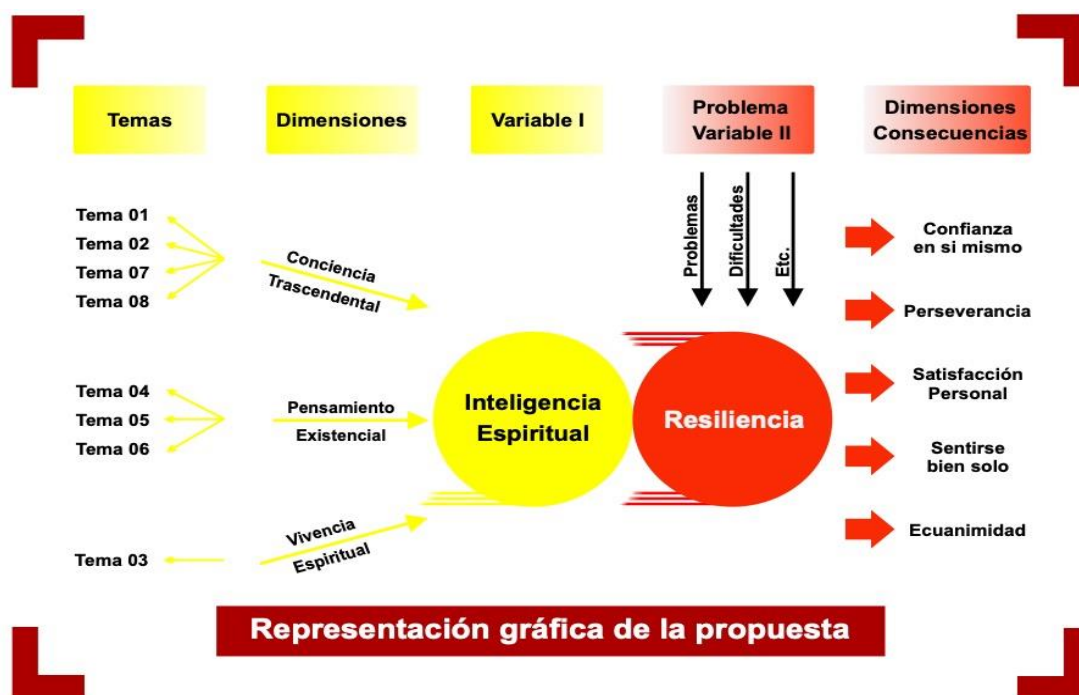 Temas
Dimensiones
Variable I
Problema
Variable II
Dimensiones
Consecuencias
Tema 01
Tema 02
Tema 07
Tema 08
Conciencia
Trascendental
Problemas
Dificultades
Etc.
Confianza
en si mismo
Perseverancia
Tema 04
Tema 05
Tema 06
Pensamiento
Existencial
Inteligencia
Espiritual
Resiliencia
Satisfacción
Personal
Sentirse
bien solo
Tema 03
Vivencia
Espiritual
Ecuanimidad
Representación gráfica de la propuesta